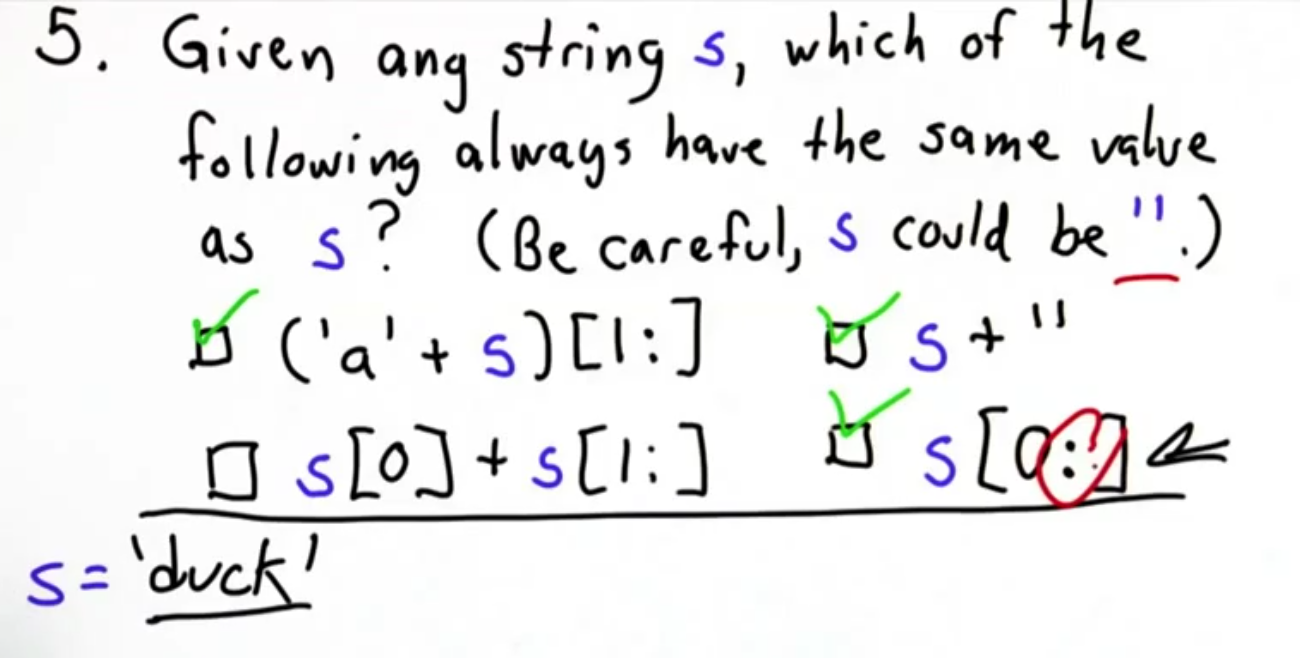 5. Given any string s, which of the
following always have the same value
as s? (Be careful, s could be ''.)
('a' + s)[1:] s + ''
s[0] + s[1:] s[0:]
s = 'duck'